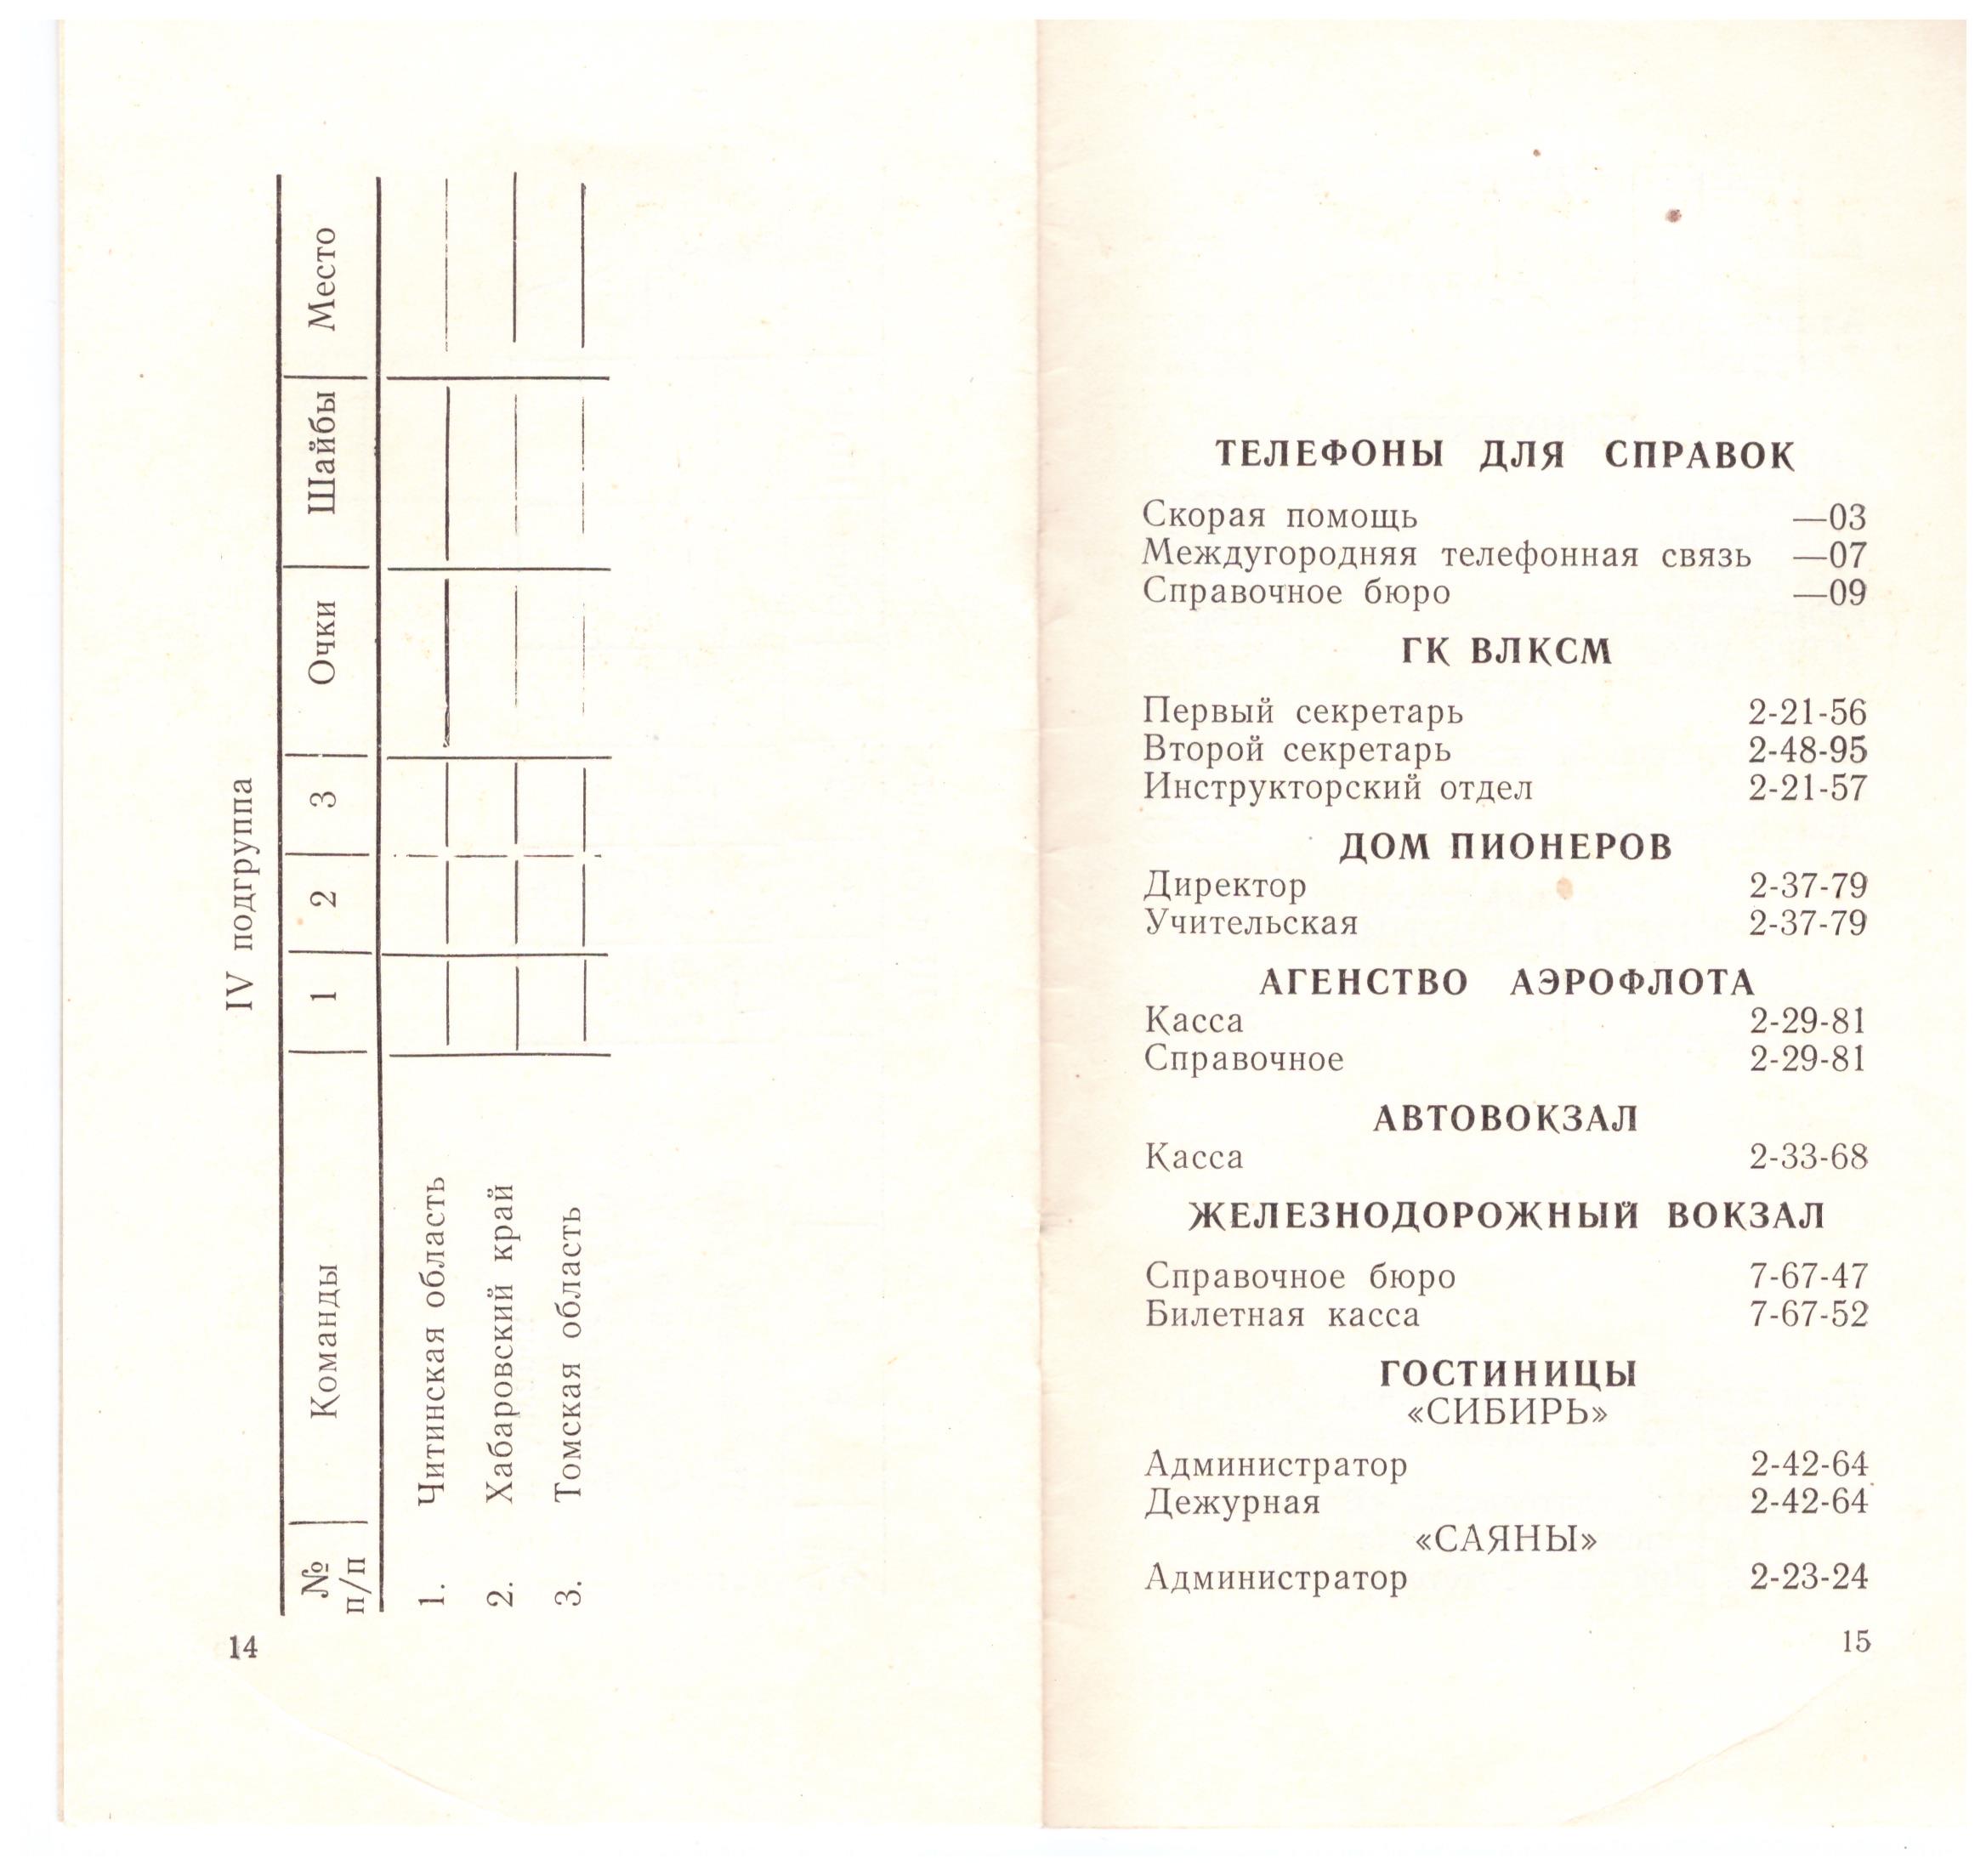 IV подгруппа
№ п/п Команды 1 2 3 Очки Шайбы Место
1. Читинская область
2. Хабаровский край
3. Томская область
14
ТЕЛЕФОНЫ ДЛЯ СПРАВОК
Скорая помощь —03
Междугородняя телефонная связь —07
Справочное бюро —09
ГК ВЛКСМ
Первый секретарь 2-21-56
Второй секретарь 2-48-95
Инструкторский отдел 2-21-57
ДОМ ПИОНЕРОВ
Директор 2-37-79
Учительская 2-37-79
АГЕНСТВО АЭРОФЛОТА
Касса 2-29-81
Справочное 2-29-81
АВТОВОКЗАЛ
Касса 2-33-68
ЖЕЛЕЗНОДОРОЖНЫЙ ВОКЗАЛ
Справочное бюро 7-67-47
Билетная касса 7-67-52
ГОСТИНИЦЫ
«СИБИРЬ»
Администратор 2-42-64
Дежурная 2-42-64
«САЯНЫ»
Администратор 2-23-24
15